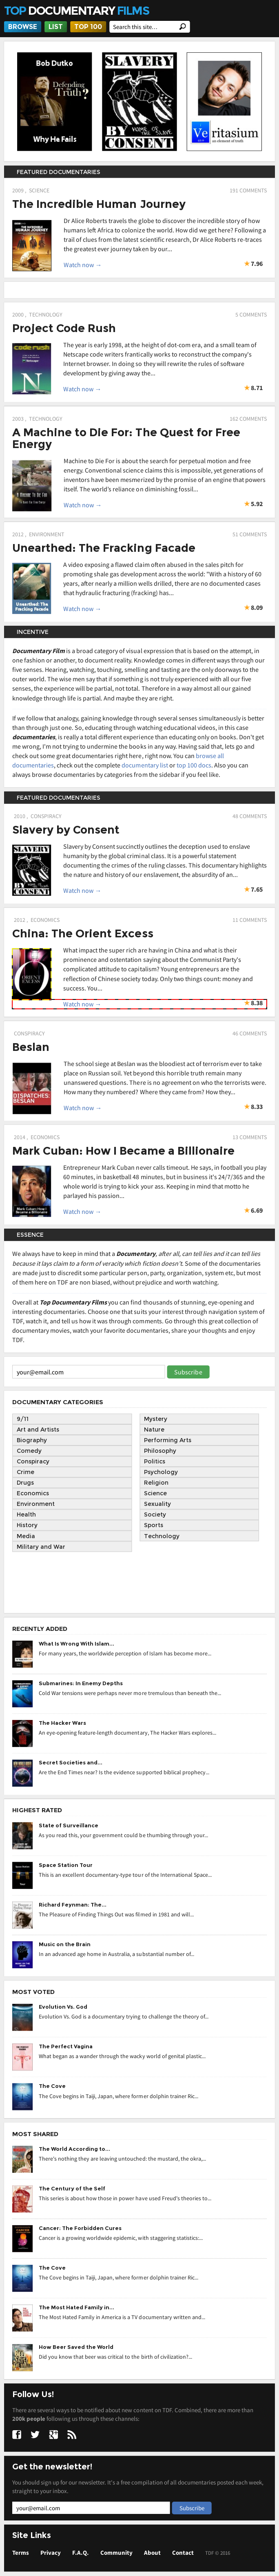 TOP DOCUMENTARY FILMS
BROWSE LIST TOP 100 Search this site...
Bob Dutko
Defending Truth?
Why He Fails
SLAVERY
BY
CONSENT
Veritasium
an element of truth
FEATURED DOCUMENTARIES
2009 , SCIENCE 191 COMMENTS
The Incredible Human Journey
Dr Alice Roberts travels the globe to discover the incredible story of how
humans left Africa to colonize the world. How did we get here? Following a
trail of clues from the latest scientific research, Dr Alice Roberts re-traces
the greatest ever journey taken by our...
Watch now → 7.96
2000 , TECHNOLOGY 5 COMMENTS
Project Code Rush
The year is early 1998, at the height of dot-com era, and a small team of
Netscape code writers frantically works to reconstruct the company's
Internet browser. In doing so they will rewrite the rules of software
development by giving away the...
Watch now → 8.71
2003 , TECHNOLOGY 162 COMMENTS
A Machine to Die For: The Quest for Free
Energy
Machine to Die For is about the search for perpetual motion and free
energy. Conventional science claims this is impossible, yet generations of
inventors have been mesmerized by the promise of an engine that powers
itself. The world's reliance on diminishing fossil...
Watch now → 5.92
2012 , ENVIRONMENT 51 COMMENTS
Unearthed: The Fracking Facade
A video exposing a flawed claim often abused in the sales pitch for
promoting shale gas development across the world: "With a history of 60
years, after nearly a million wells drilled, there are no documented cases
that hydraulic fracturing (fracking) has...
Unearthed: The
Fracking Facade
Watch now → 8.09
INCENTIVE
Documentary Film is a broad category of visual expression that is based on the attempt, in
one fashion or another, to document reality. Knowledge comes in different ways through our
five senses. Hearing, watching, touching, smelling and tasting are the only doorways to the
mind. The wise ones say that if something is not fully experienced through all our five
senses, the experience will be partial, not total. Therefore in a way almost all our gained
knowledge through life is partial. And maybe they are right.
If we follow that analogy, gaining knowledge through several senses simultaneously is better
than through just one. So, educating through watching educational videos, in this case
documentaries, is really a total different experience than educating only on books. Don't get
me wrong, I'm not trying to undermine the books in any way. Having said that, lets go and
check out some great documentaries right here, right now. You can browse all
documentaries, check out the complete documentary list or top 100 docs. Also you can
always browse documentaries by categories from the sidebar if you feel like.
FEATURED DOCUMENTARIES
2010 , CONSPIRACY 48 COMMENTS
Slavery by Consent
Slavery by Consent succinctly outlines the deception used to enslave
humanity by the global criminal class. It is a powerful statement
documenting the crimes of the ruling classes. This documentary highlights
the nature and history of our enslavement, the absurdity of an...
Watch now → 7.65
2012 , ECONOMICS 11 COMMENTS
China: The Orient Excess
What impact the super rich are having in China and what is their
prominence and ostentation saying about the Communist Party's
complicated attitude to capitalism? Young entrepreneurs are the
reflection of Chinese society today. Only two things count: money and
success. You...
Watch now → 8.38
CONSPIRACY 46 COMMENTS
Beslan
The school siege at Beslan was the bloodiest act of terrorism ever to take
place on Russian soil. Yet beyond this horrible truth remain many
unanswered questions. There is no agreement on who the terrorists were.
How many they numbered? Where they came from? How they...
DISPATCHES:
BESLAN
Watch now → 8.33
2014 , ECONOMICS 13 COMMENTS
Mark Cuban: How I Became a Billionaire
Entrepreneur Mark Cuban never calls timeout. He says, in football you play
60 minutes, in basketball 48 minutes, but in business it's 24/7/365 and the
whole world is trying to kick your ass. Keeping in mind that motto he
parlayed his passion...
Watch now → 6.69
ESSENCE
We always have to keep in mind that a Documentary, after all, can tell lies and it can tell lies
because it lays claim to a form of veracity which fiction doesn't. Some of the documentaries
are made just to discredit some particular person, party, organization, system etc, but most
of them here on TDF are non biased, without prejudice and worth watching.
Overall at Top Documentary Films you can find thousands of stunning, eye-opening and
interesting documentaries. Choose one that suits your interest through navigation system of
TDF, watch it, and tell us how it was through comments. Go through this great collection of
documentary movies, watch your favorite documentaries, share your thoughts and enjoy
TDF.
your@email.com Subscribe
DOCUMENTARY CATEGORIES
9/11
Art and Artists
Biography
Comedy
Conspiracy
Crime
Drugs
Economics
Environment
Health
History
Media
Military and War
Mystery
Nature
Performing Arts
Philosophy
Politics
Psychology
Religion
Science
Sexuality
Society
Sports
Technology
RECENTLY ADDED
What Is Wrong With Islam...
For many years, the worldwide perception of Islam has become more...
Submarines: In Enemy Depths
Cold War tensions were perhaps never more tremulous than beneath the...
The Hacker Wars
An eye-opening feature-length documentary, The Hacker Wars explores...
Secret Societies and...
Are the End Times near? Is the evidence supported biblical prophecy...
HIGHEST RATED
State of Surveillance
As you read this, your government could be thumbing through your...
Space Station Tour
This is an excellent documentary-type tour of the International Space...
Richard Feynman: The...
The Pleasure of Finding Things Out was filmed in 1981 and will...
Music on the Brain
In an advanced age home in Australia, a substantial number of...
MOST VOTED
Evolution Vs. God
Evolution Vs. God is a documentary trying to challenge the theory of...
The Perfect Vagina
What began as a wander through the wacky world of genital plastic...
The Cove
The Cove begins in Taiji, Japan, where former dolphin trainer Ric...
MOST SHARED
The World According to...
There's nothing they are leaving untouched: the mustard, the okra,...
The Century of the Self
This series is about how those in power have used Freud's theories to...
Cancer: The Forbidden Cures
Cancer is a growing worldwide epidemic, with staggering statistics:...
The Cove
The Cove begins in Taiji, Japan, where former dolphin trainer Ric...
The Most Hated Family in...
The Most Hated Family in America is a TV documentary written and...
How Beer Saved the World
Did you know that beer was critical to the birth of civilization?...
Follow Us!
There are several ways to be notified about new content on TDF. Combined, there are more than
200k people following us through these channels:
Get the newsletter!
You should sign up for our newsletter. It's a free compilation of all documentaries posted each week,
straight to your inbox.
your@email.com Subscribe
Site Links
Terms Privacy F.A.Q. Community About Contact TDF © 2016